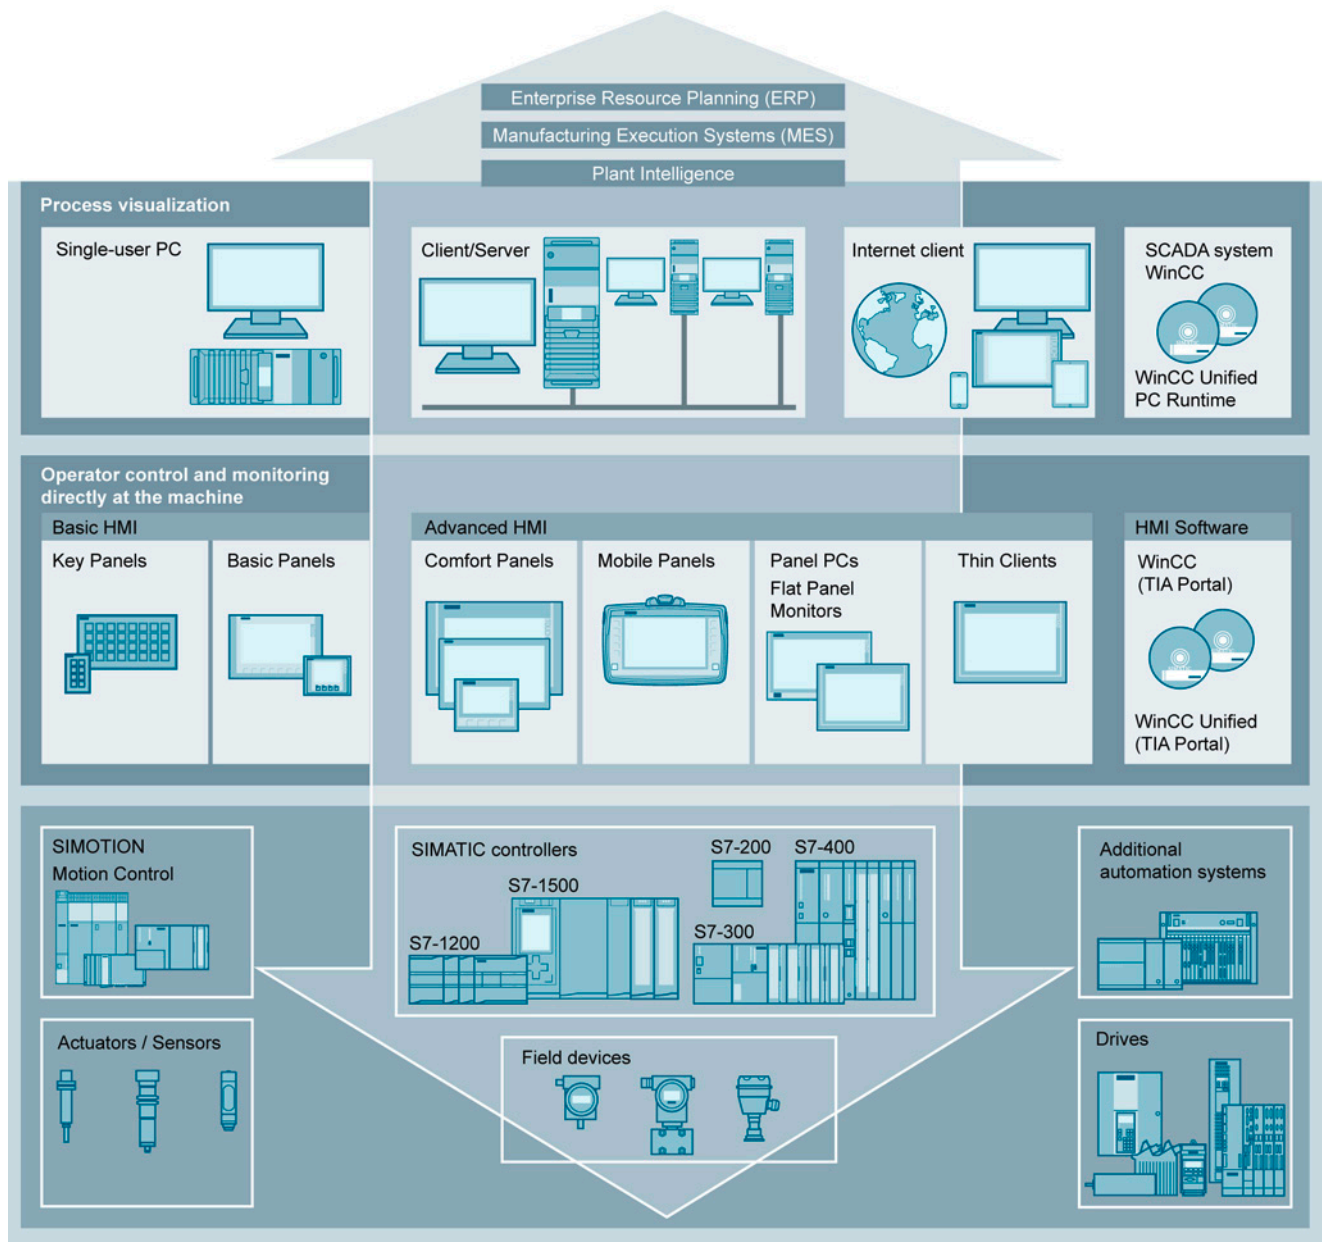 Enterprise Resource Planning (ERP)
Manufacturing Execution Systems (MES)
Plant Intelligence
Process visualization
Single-user PC
Client/Server
Internet client
SCADA system
WinCC
WinCC Unified
PC Runtime
Operator control and monitoring
directly at the machine
Basic HMI
Key Panels
Basic Panels
Advanced HMI
Comfort Panels
Mobile Panels
Panel PCs
Flat Panel
Monitors
Thin Clients
HMI Software
WinCC
(TIA Portal)
WinCC Unified
(TIA Portal)
SIMOTION
Motion Control
SIMATIC controllers
S7-1500
S7-1200
S7-200
S7-400
S7-300
Additional
automation systems
Actuators / Sensors
Field devices
Drives